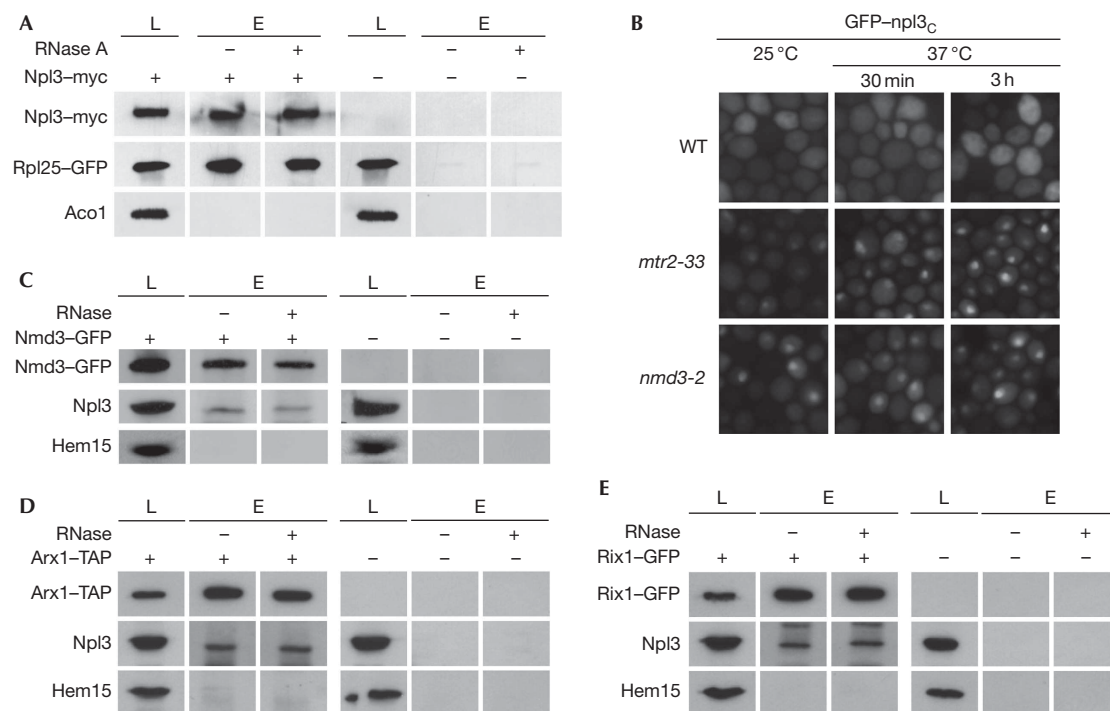 A
L E L E
RNase A – + – +
Npl3–myc + + + – – –
Npl3–myc
Rpl25–GFP
Aco1
B
GFP–npl3C
25 °C 37 °C
30 min 3 h
WT
mtr2-33
nmd3-2
C
L E L E
RNase – + – +
Nmd3–GFP + + + – – –
Nmd3–GFP
Npl3
Hem15
D
L E L E
RNase – + – +
Arx1–TAP + + + – – –
Arx1–TAP
Npl3
Hem15
E
L E L E
RNase – + – +
Rix1–GFP + + + – – –
Rix1–GFP
Npl3
Hem15